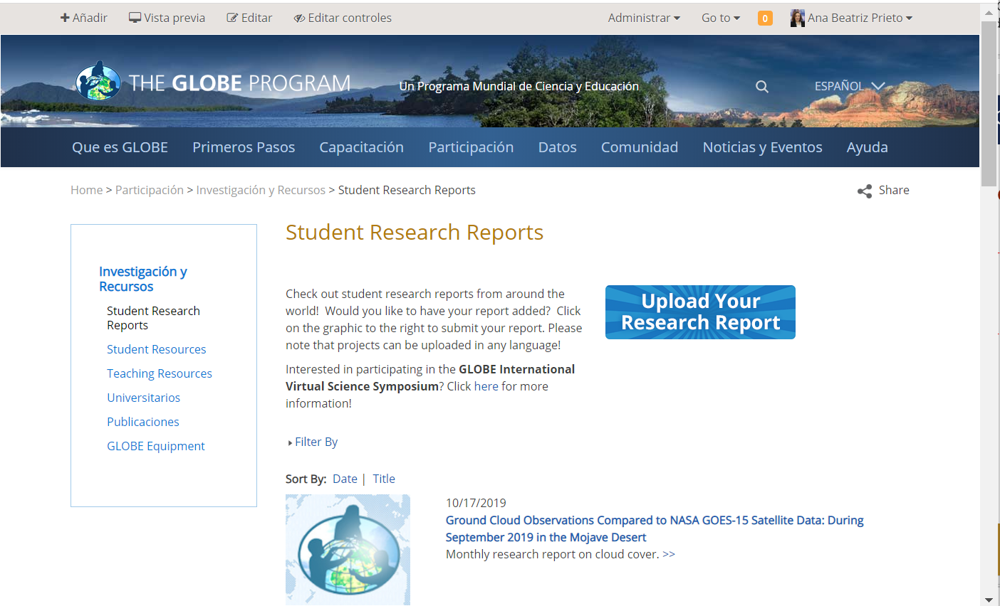 Añadir Vista previa Editar Editar controles Administrar Go to 0 Ana Beatriz Prieto
THE GLOBE PROGRAM Un Programa Mundial de Ciencia y Educación ESPAÑOL
Que es GLOBE Primeros Pasos Capacitación Participación Datos Comunidad Noticias y Eventos Ayuda
Home > Participación > Investigación y Recursos > Student Research Reports Share
Investigación y
Recursos
Student Research
Reports
Student Resources
Teaching Resources
Universitarios
Publicaciones
GLOBE Equipment
Student Research Reports
Check out student research reports from around the
world! Would you like to have your report added? Click
on the graphic to the right to submit your report. Please
note that projects can be uploaded in any language!
Upload Your
Research Report
Interested in participating in the GLOBE International
Virtual Science Symposium? Click here for more
information!
Filter By
Sort By: Date | Title
10/17/2019
Ground Cloud Observations Compared to NASA GOES-15 Satellite Data: During
September 2019 in the Mojave Desert
Monthly research report on cloud cover. >>